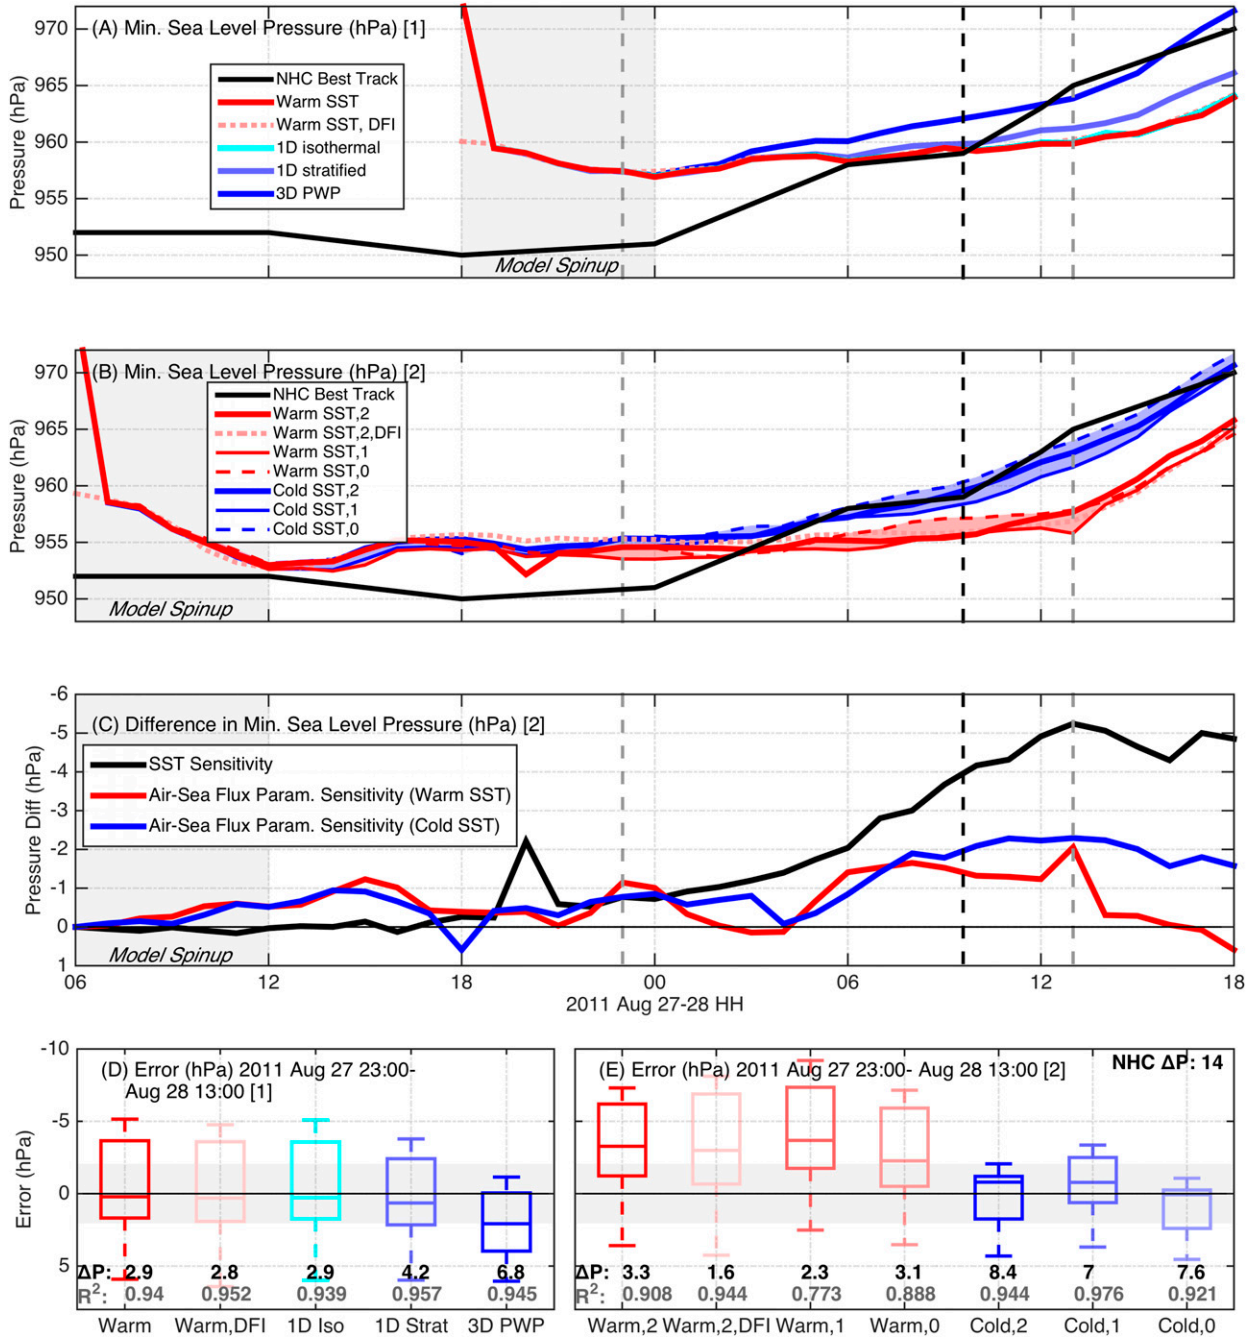 (A) Min. Sea Level Pressure (hPa) [1]
Pressure (hPa)
970
965
960
955
950
NHC Best Track
Warm SST
Warm SST, DFI
1D isothermal
1D stratified
3D PWP
Model Spinup
(B) Min. Sea Level Pressure (hPa) [2]
Pressure (hPa)
970
965
960
955
950
NHC Best Track
Warm SST,2
Warm SST,2,DFI
Warm SST,1
Warm SST,0
Cold SST,2
Cold SST,1
Cold SST,0
Model Spinup
(C) Difference in Min. Sea Level Pressure (hPa) [2]
Pressure Diff (hPa)
-6
-5
-4
-3
-2
-1
0
1
SST Sensitivity
Air-Sea Flux Param. Sensitivity (Warm SST)
Air-Sea Flux Param. Sensitivity (Cold SST)
Model Spinup
06 12 18 00 06 12 18
2011 Aug 27-28 HH
(D) Error (hPa) 2011 Aug 27 23:00-
Aug 28 13:00 [1]
Error (hPa)
-10
-5
0
5
ΔP: 2.9 2.8 2.9 4.2 6.8
R²: 0.94 0.952 0.939 0.957 0.945
Warm Warm,DFI 1D Iso 1D Strat 3D PWP
(E) Error (hPa) 2011 Aug 27 23:00- Aug 28 13:00 [2]
NHC ΔP: 14
ΔP: 3.3 1.6 2.3 3.1 8.4 7 7.6
R²: 0.908 0.944 0.773 0.888 0.944 0.976 0.921
Warm,2 Warm,2,DFI Warm,1 Warm,0 Cold,2 Cold,1 Cold,0